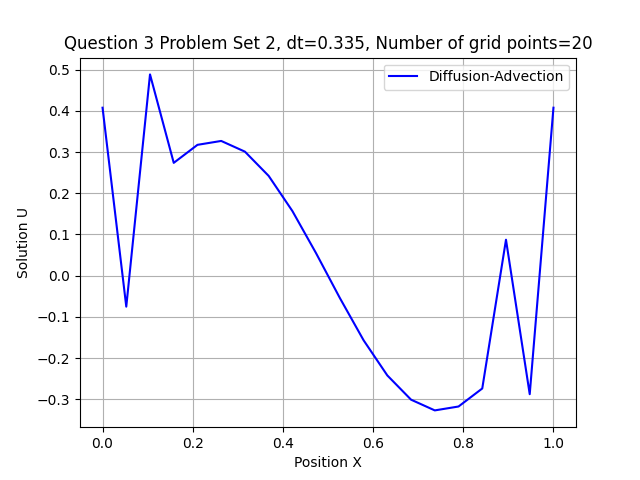 Question 3 Problem Set 2, dt=0.335, Number of grid points=20
Diffusion-Advection
Solution U
0.5
0.4
0.3
0.2
0.1
0.0
−0.1
−0.2
−0.3
0.0 0.2 0.4 0.6 0.8 1.0
Position X